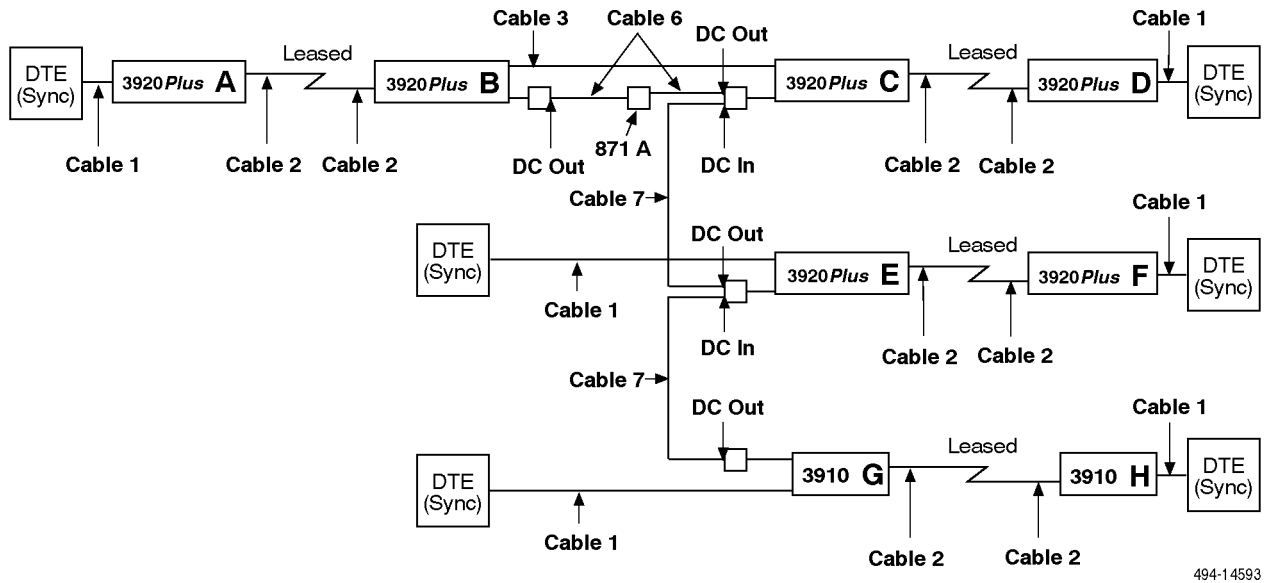 Cable 3
Cable 6
DC Out
Cable 1
DTE
(Sync)
3920Plus A
Leased
3920Plus B
3920Plus C
Leased
3920Plus D
DTE
(Sync)
Cable 1
Cable 2
Cable 2
DC Out
871 A
DC In
Cable 2
Cable 2
Cable 7
Cable 1
DTE
(Sync)
DC Out
3920Plus E
Leased
3920Plus F
DTE
(Sync)
Cable 1
DC In
Cable 2
Cable 2
Cable 7
DC Out
Cable 1
DTE
(Sync)
3910 G
Leased
3910 H
DTE
(Sync)
Cable 1
Cable 2
Cable 2
494-14593